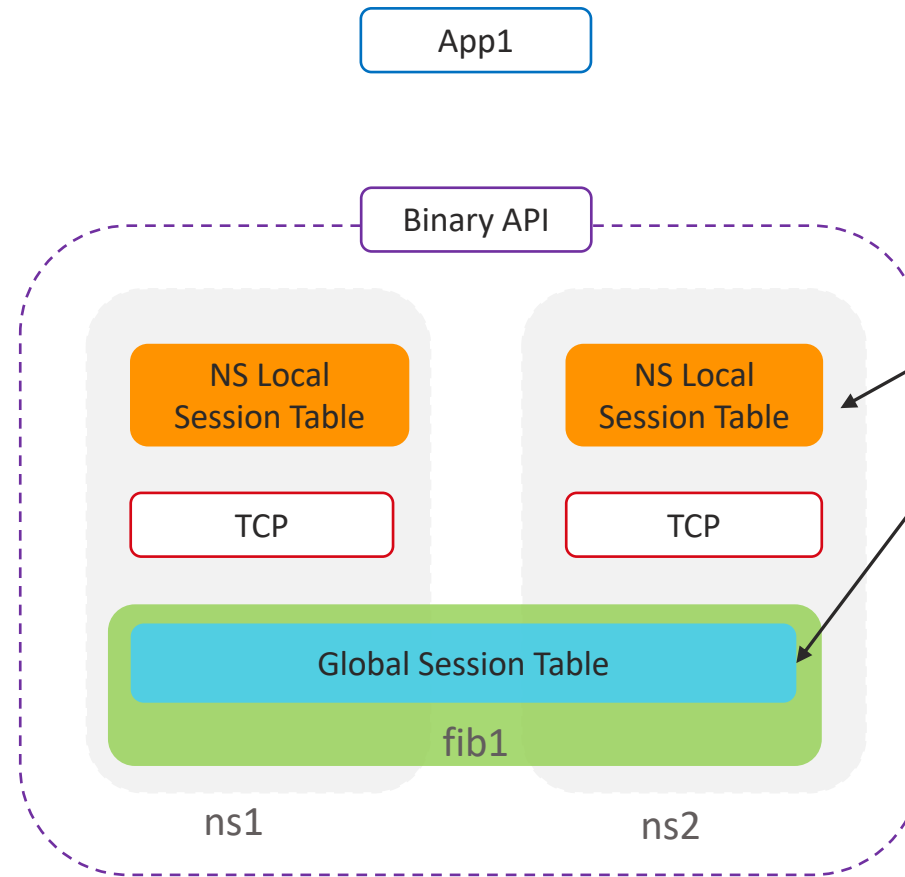 App1
Binary API
NS Local
Session Table
NS Local
Session Table
TCP
TCP
Global Session Table
fib1
ns1
ns2